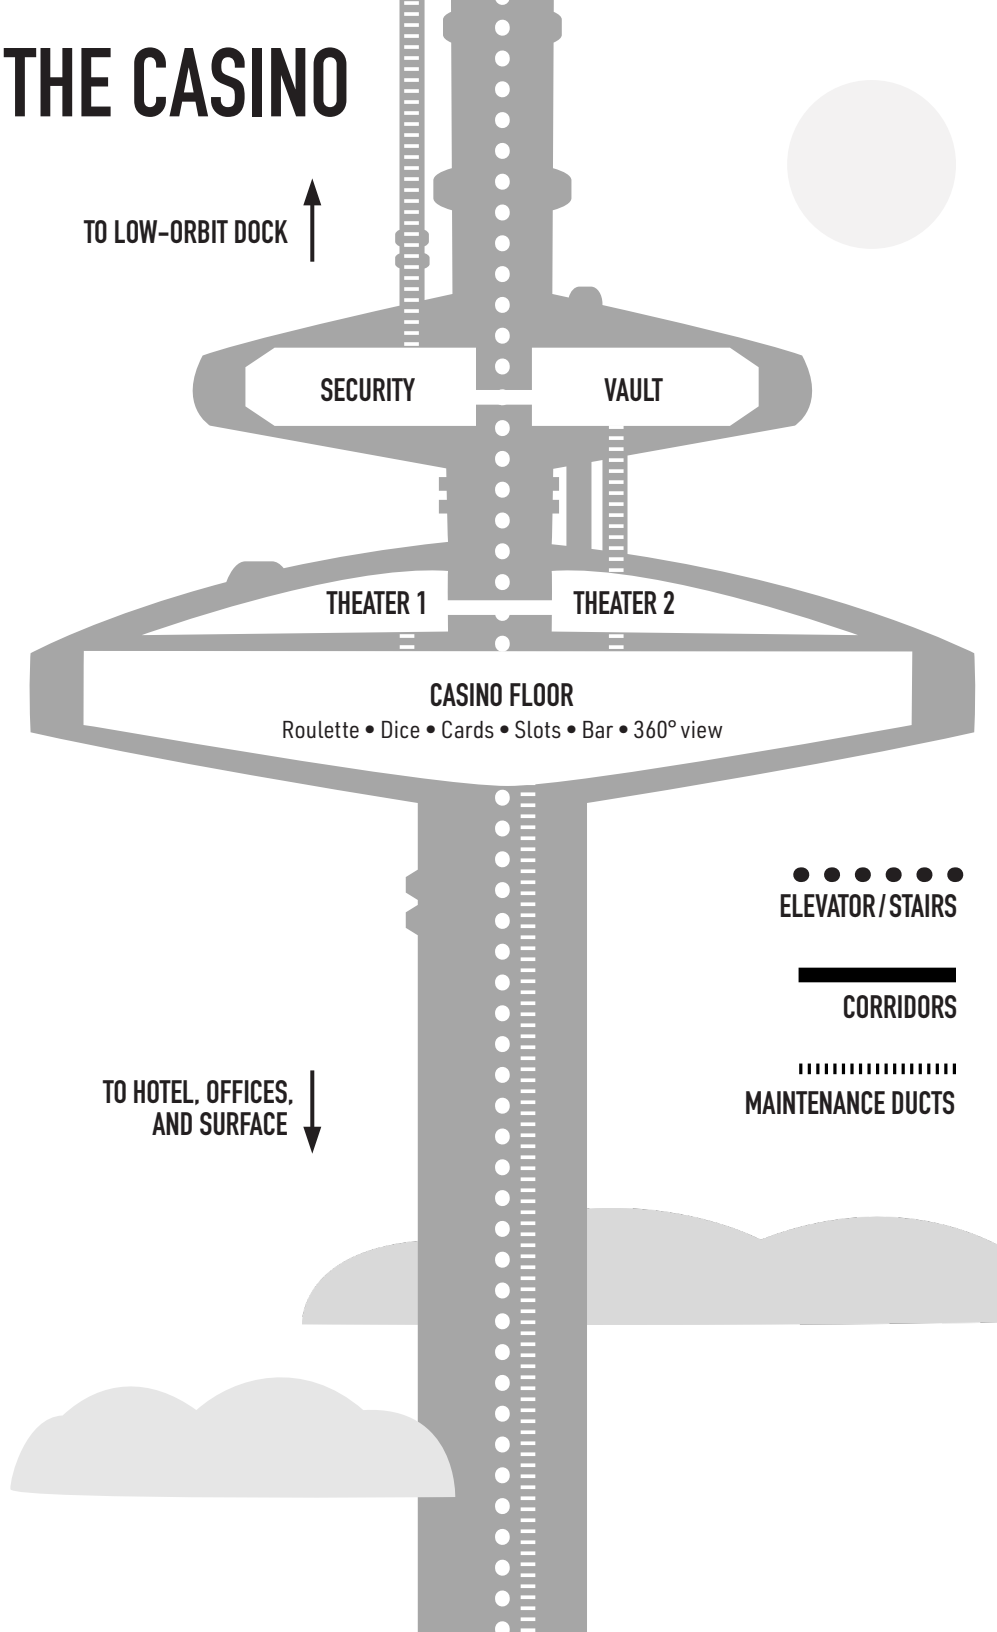 THE CASINO
TO LOW-ORBIT DOCK
SECURITY
VAULT
THEATER 1
THEATER 2
CASINO FLOOR
Roulette • Dice • Cards • Slots • Bar • 360° view
ELEVATOR/STAIRS
CORRIDORS
TO HOTEL, OFFICES,
AND SURFACE
MAINTENANCE DUCTS